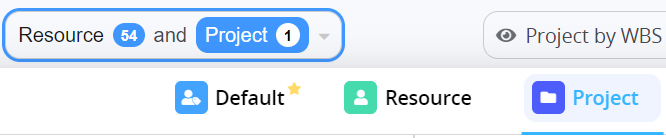 Resource 54 and Project 1 Project by WBS
Default Resource Project